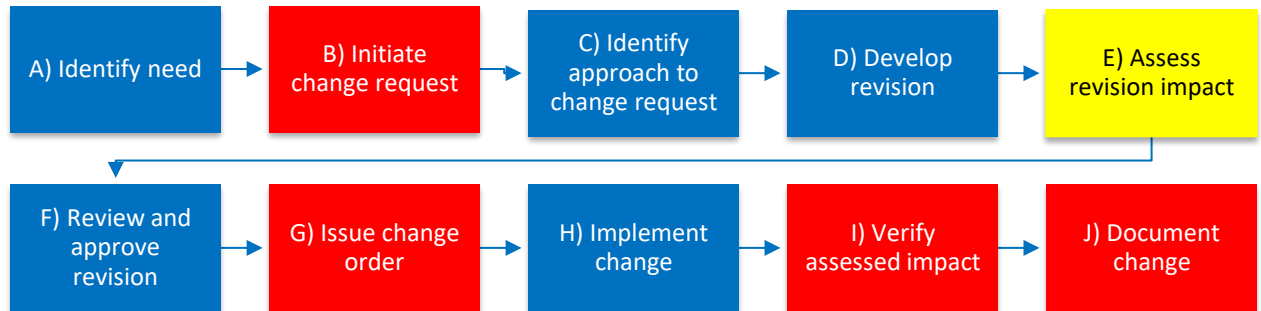 A) Identify need
B) Initiate
change request
C) Identify
approach to
change request
D) Develop
revision
E) Assess
revision impact
F) Review and
approve
revision
G) Issue change
order
H) Implement
change
I) Verify
assessed impact
J) Document
change